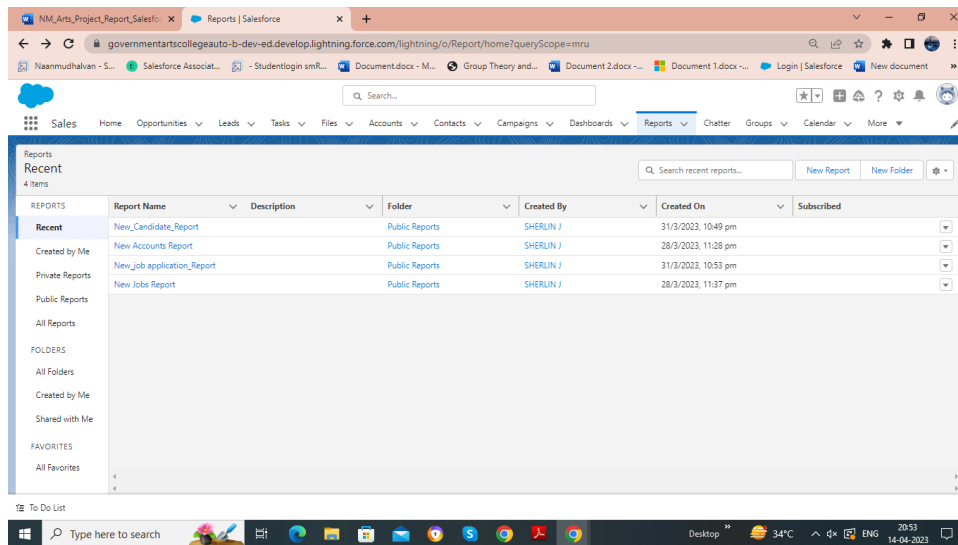 NM_Arts_Project_Report_Salesfo
Reports | Salesforce
governmentartscollegeauto-b-dev-ed.develop.lightning.force.com/lightning/o/Report/home?queryScope=mru
Naanmudhalvan - S... Salesforce Associat... - Studentlogin smR... Document.docx - M... Group Theory and... Document 2.docx -... Document 1.docx -... Login | Salesforce New document
Search...
Sales Home Opportunities Leads Tasks Files Accounts Contacts Campaigns Dashboards Reports Chatter Groups Calendar More
Reports
Recent
4 items
Search recent reports... New Report New Folder
REPORTS Report Name Description Folder Created By Created On Subscribed
Recent New_Candidate_Report Public Reports SHERLIN J 31/3/2023, 10:49 pm
New Accounts Report Public Reports SHERLIN J 28/3/2023, 11:28 pm
Created by Me
New_job application_Report Public Reports SHERLIN J 31/3/2023, 10:53 pm
Private Reports
New Jobs Report Public Reports SHERLIN J 28/3/2023, 11:37 pm
Public Reports
All Reports
FOLDERS
All Folders
Created by Me
Shared with Me
FAVORITES
All Favorites
To Do List
Type here to search
Desktop 34°C ENG 20:53
14-04-2023